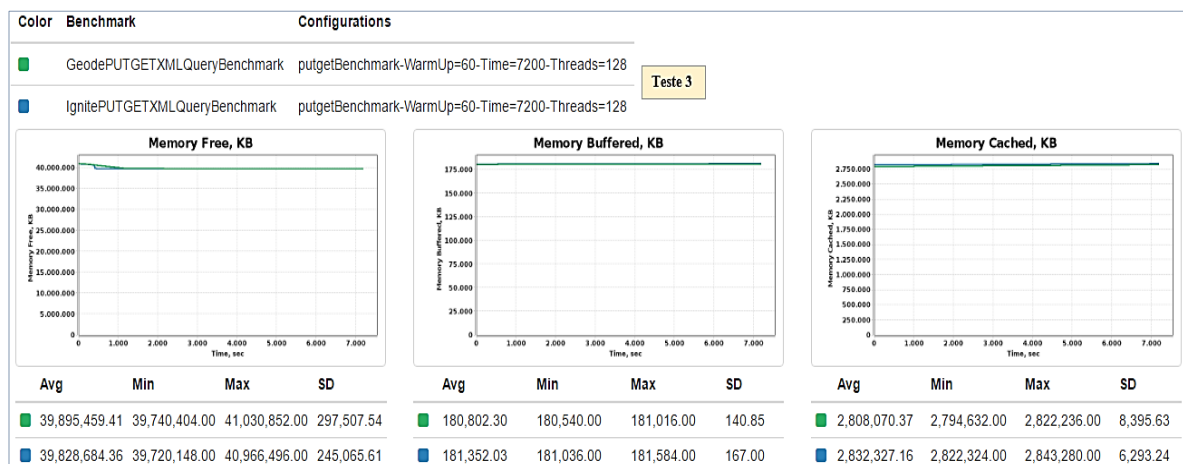 Color Benchmark Configurations
GeodePUTGETXMLQueryBenchmark putgetBenchmark-WarmUp=60-Time=7200-Threads=128
Teste 3
IgnitePUTGETXMLQueryBenchmark putgetBenchmark-WarmUp=60-Time=7200-Threads=128
Memory Free, KB
40.000.000
35.000.000
30.000.000
25.000.000
20.000.000
15.000.000
10.000.000
5.000.000
0
Memory Free, KB
0 1.000 2.000 3.000 4.000 5.000 6.000 7.000
Time, sec
Avg Min Max SD
39,895,459.41 39,740,404.00 41,030,852.00 297,507.54
39,828,684.36 39,720,148.00 40,966,496.00 245,065.61
Memory Buffered, KB
175.000
150.000
125.000
100.000
75.000
50.000
25.000
0
Memory Buffered, KB
0 1.000 2.000 3.000 4.000 5.000 6.000 7.000
Time, sec
Avg Min Max SD
180,802.30 180,540.00 181,016.00 140.85
181,352.03 181,036.00 181,584.00 167.00
Memory Cached, KB
2.750.000
2.500.000
2.250.000
2.000.000
1.750.000
1.500.000
1.250.000
1.000.000
750.000
500.000
250.000
0
Memory Cached, KB
0 1.000 2.000 3.000 4.000 5.000 6.000 7.000
Time, sec
Avg Min Max SD
2,808,070.37 2,794,632.00 2,822,236.00 8,395.63
2,832,327.16 2,822,324.00 2,843,280.00 6,293.24